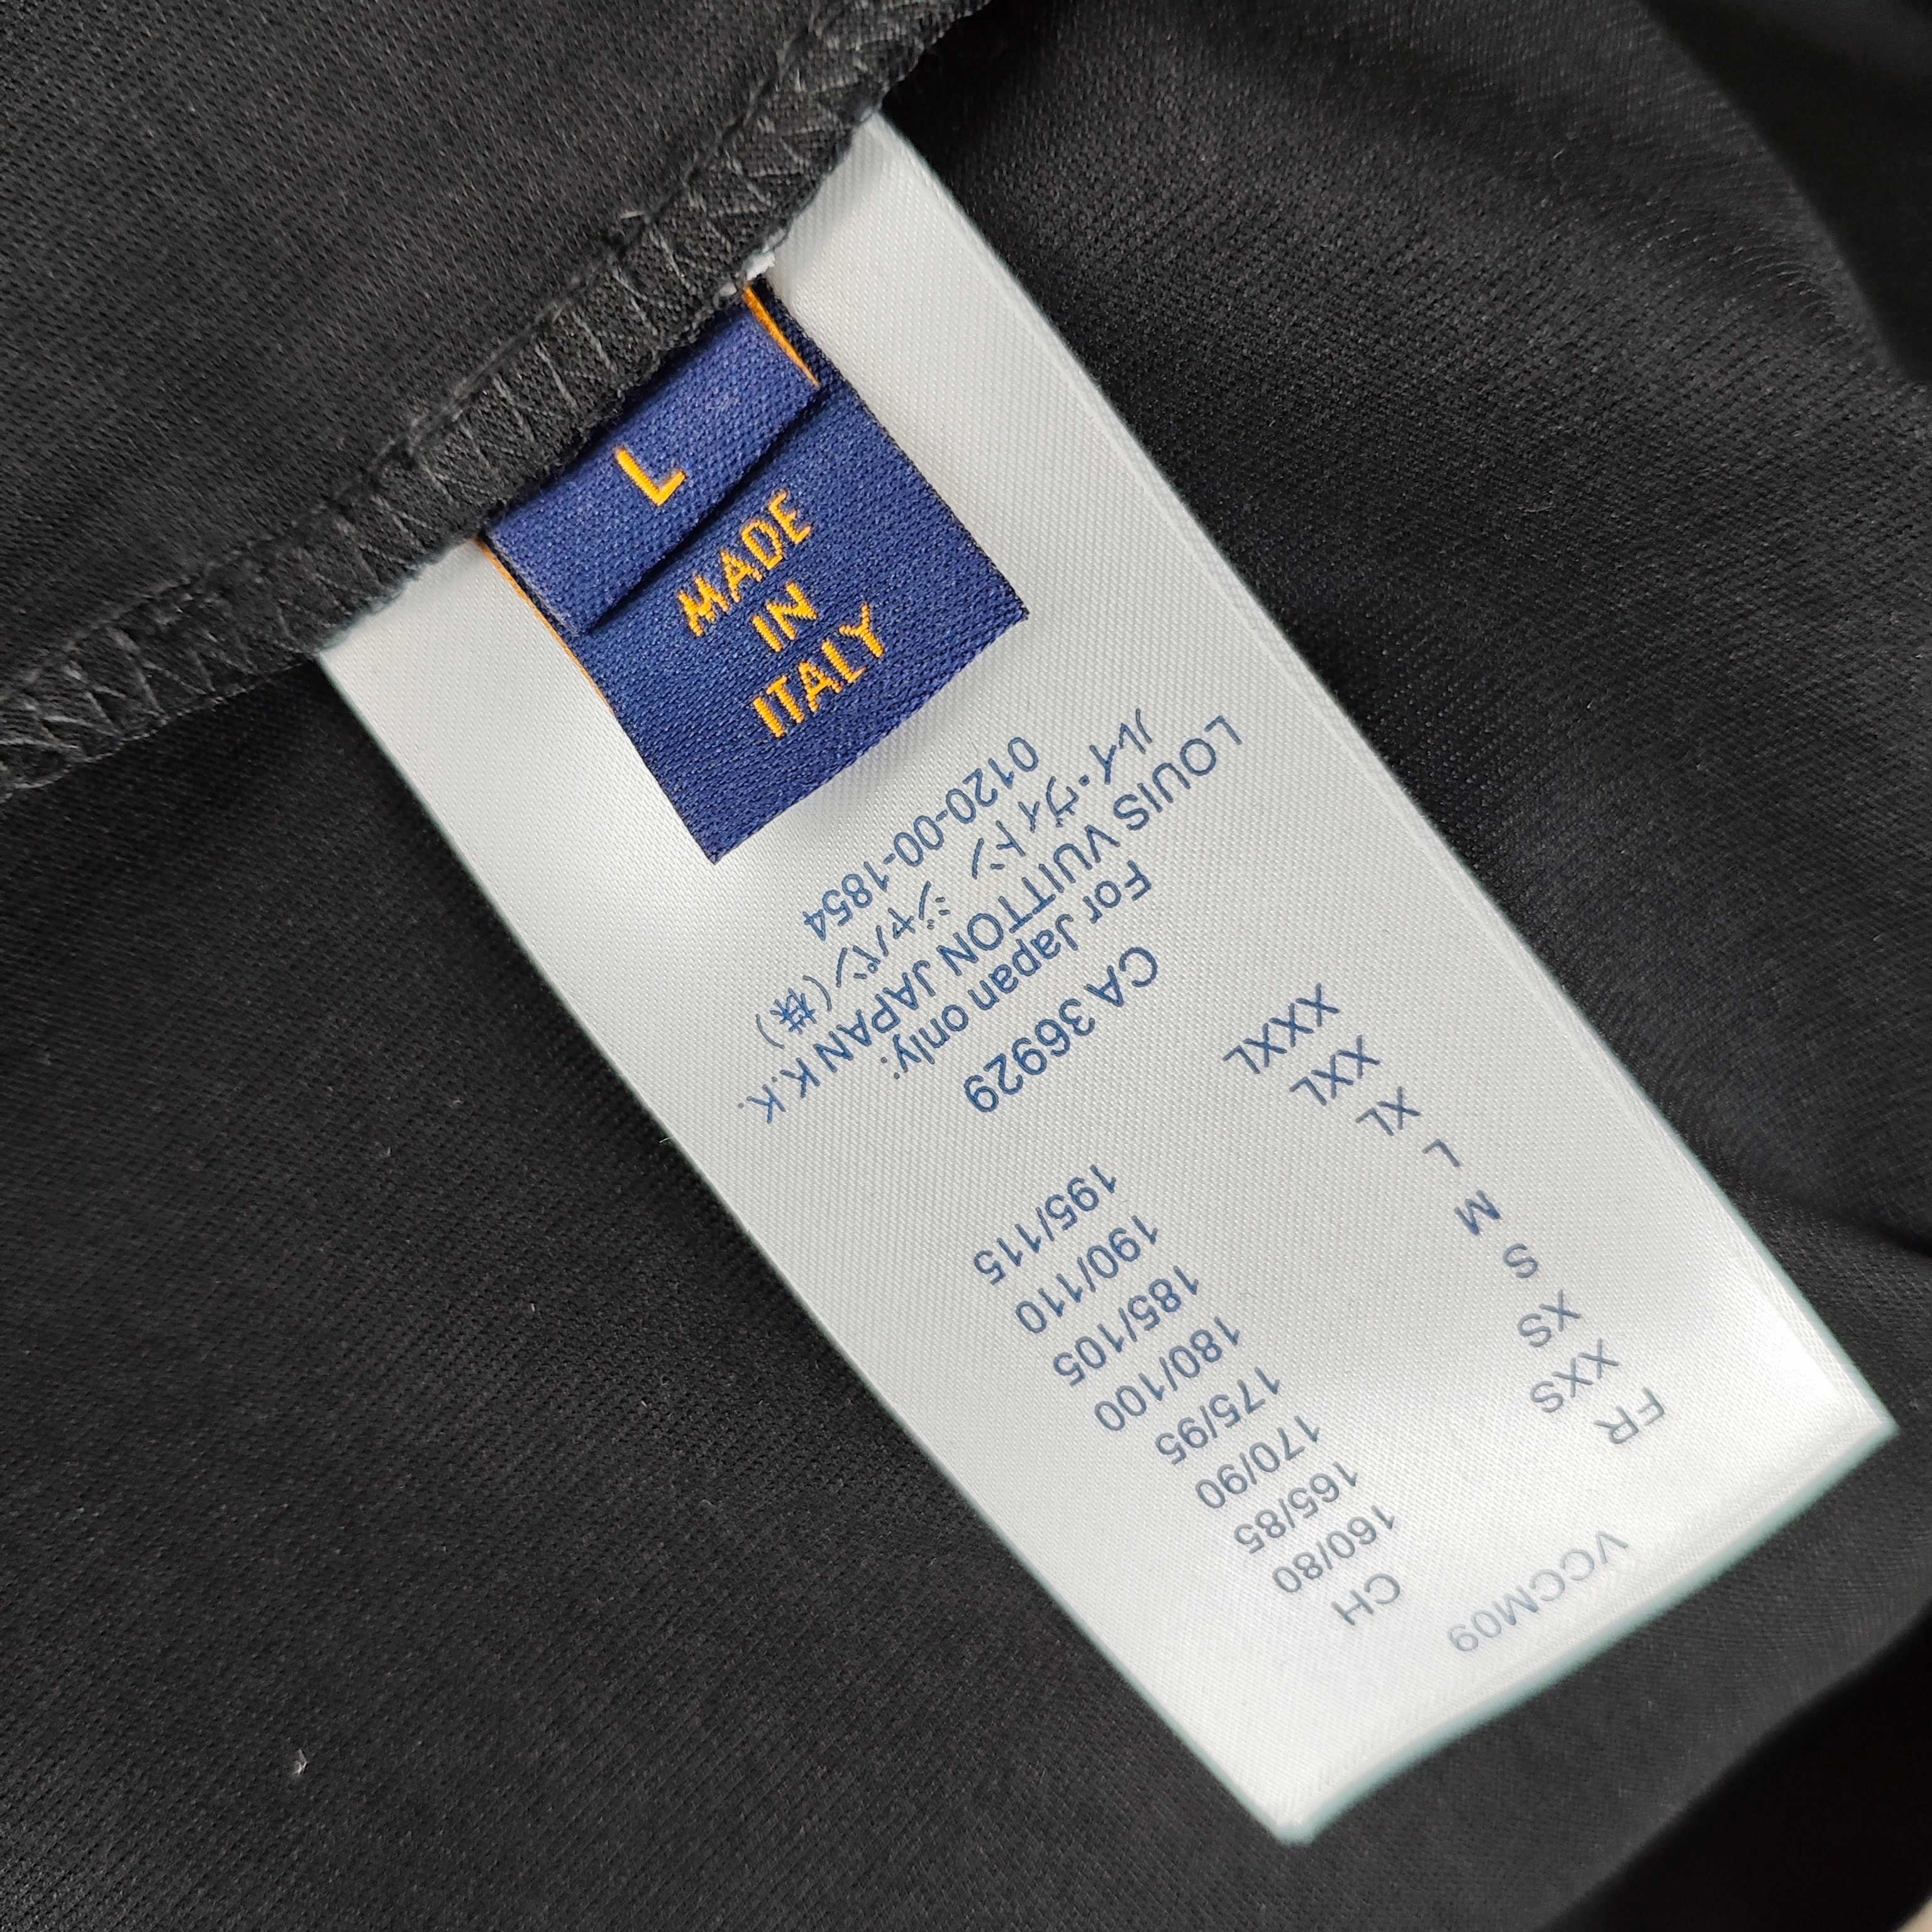 L
MADE
IN
ITALY
VCCM09
FR CH
XXS 160/80
XS 165/85
S 170/90
M 175/95
L 180/100
XL 185/105
XXL 190/110
XXXL 195/115
CA 36929
For Japan only:
LOUIS VUITTON JAPAN K.K.
ルイ・ヴィトン ジャパン(株)
0120-00-1854